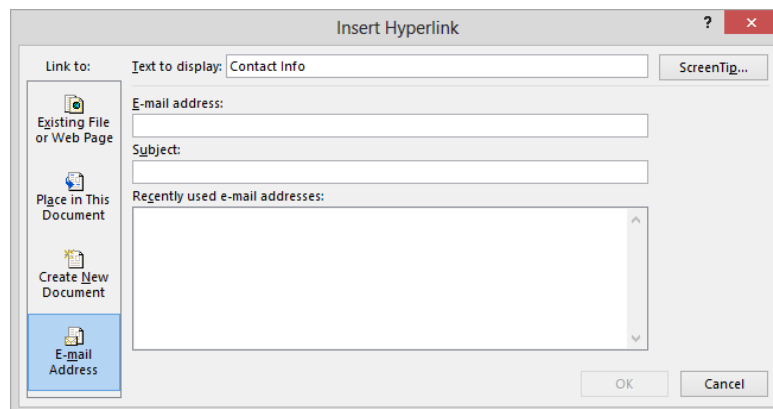 Insert Hyperlink
?
×
Link to:
Text to display: Contact Info
ScreenTip...
Existing File
or Web Page
Place in This
Document
Create New
Document
E-mail
Address
E-mail address:
Subject:
Recently used e-mail addresses:
OK
Cancel